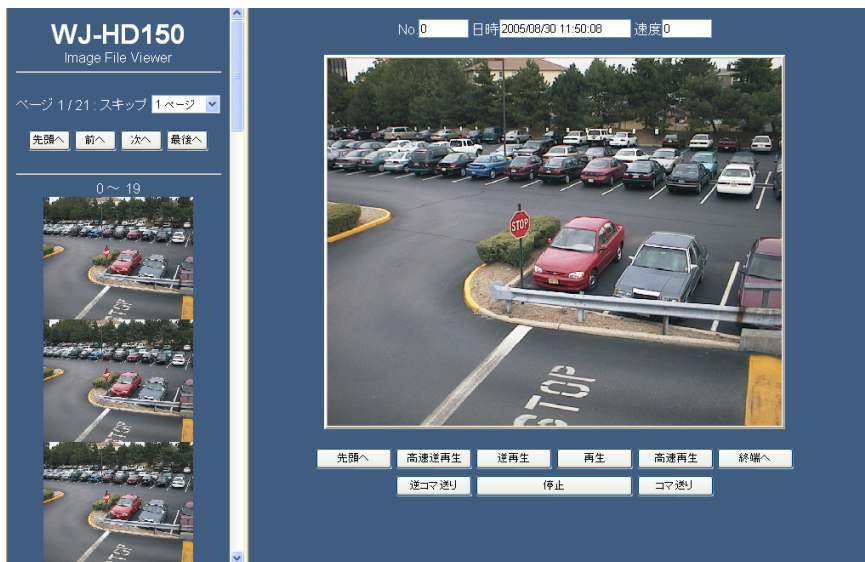 WJ-HD150
Image File Viewer
ページ 1 / 21 : スキップ 1 ページ
先頭へ 前へ 次へ 最後へ
0 ～ 19
No 0 日時 2005/08/30 11:50:08 速度 0
STOP
STOP
先頭へ 高速逆再生 逆再生 再生 高速再生 終端へ
逆コマ送り 停止 コマ送り